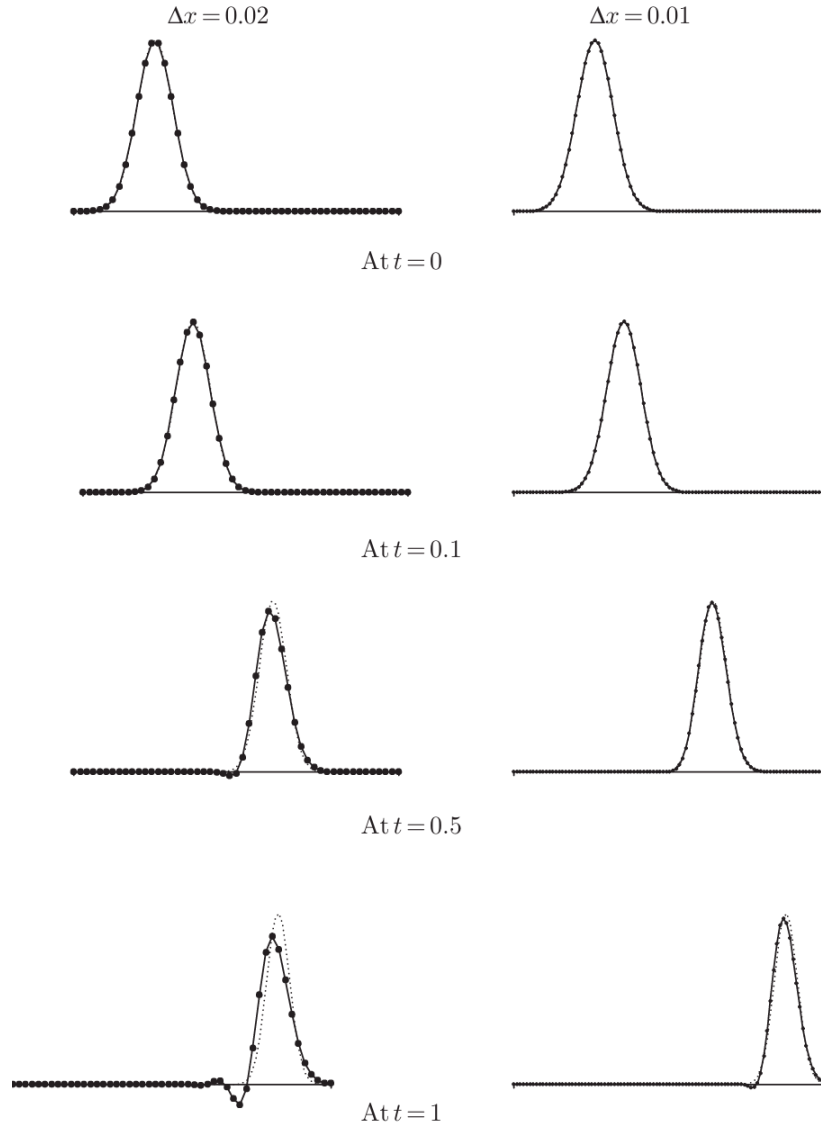 Δx = 0.02
Δx = 0.01
At t = 0
At t = 0.1
At t = 0.5
At t = 1